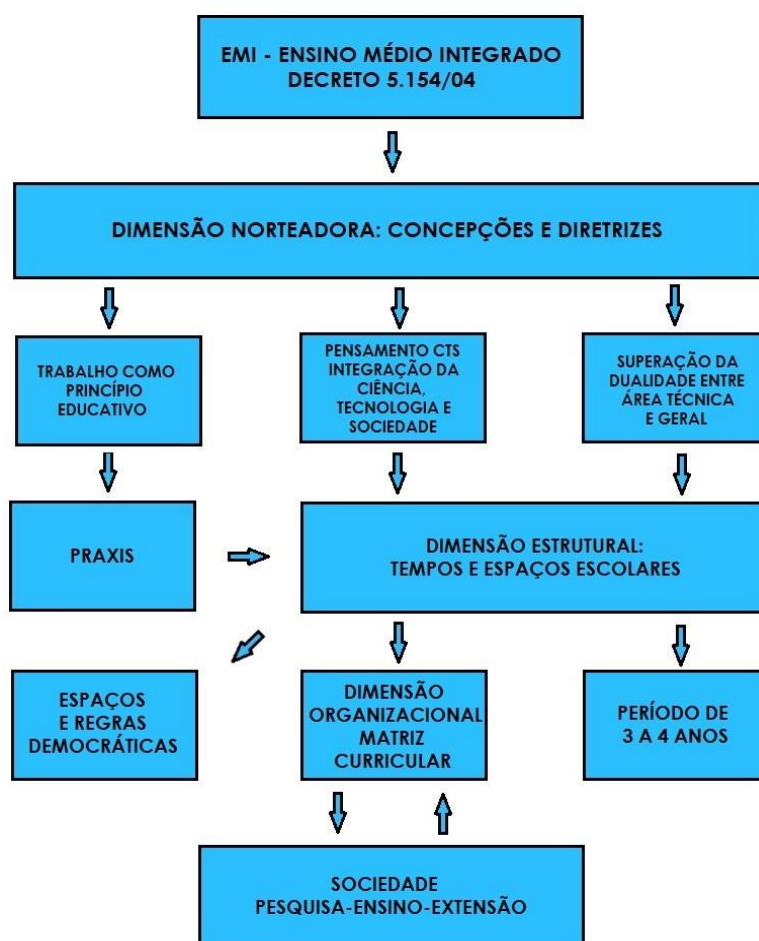 EMI - ENSINO MÉDIO INTEGRADO
DECRETO 5.154/04
DIMENSÃO NORTEADORA: CONCEPÇÕES E DIRETRIZES
TRABALHO COMO
PRINCÍPIO
EDUCATIVO
PENSAMENTO CTS
INTEGRAÇÃO DA
CIÊNCIA,
TECNOLOGIA E
SOCIEDADE
SUPERAÇÃO DA
DUALIDADE ENTRE
ÁREA TÉCNICA
E GERAL
PRAXIS
DIMENSÃO ESTRUTURAL:
TEMPOS E ESPAÇOS ESCOLARES
ESPAÇOS
E REGRAS
DEMOCRÁTICAS
DIMENSÃO
ORGANIZACIONAL
MATRIZ
CURRICULAR
PERÍODO DE
3 A 4 ANOS
SOCIEDADE
PESQUISA-ENSINO-EXTENSÃO